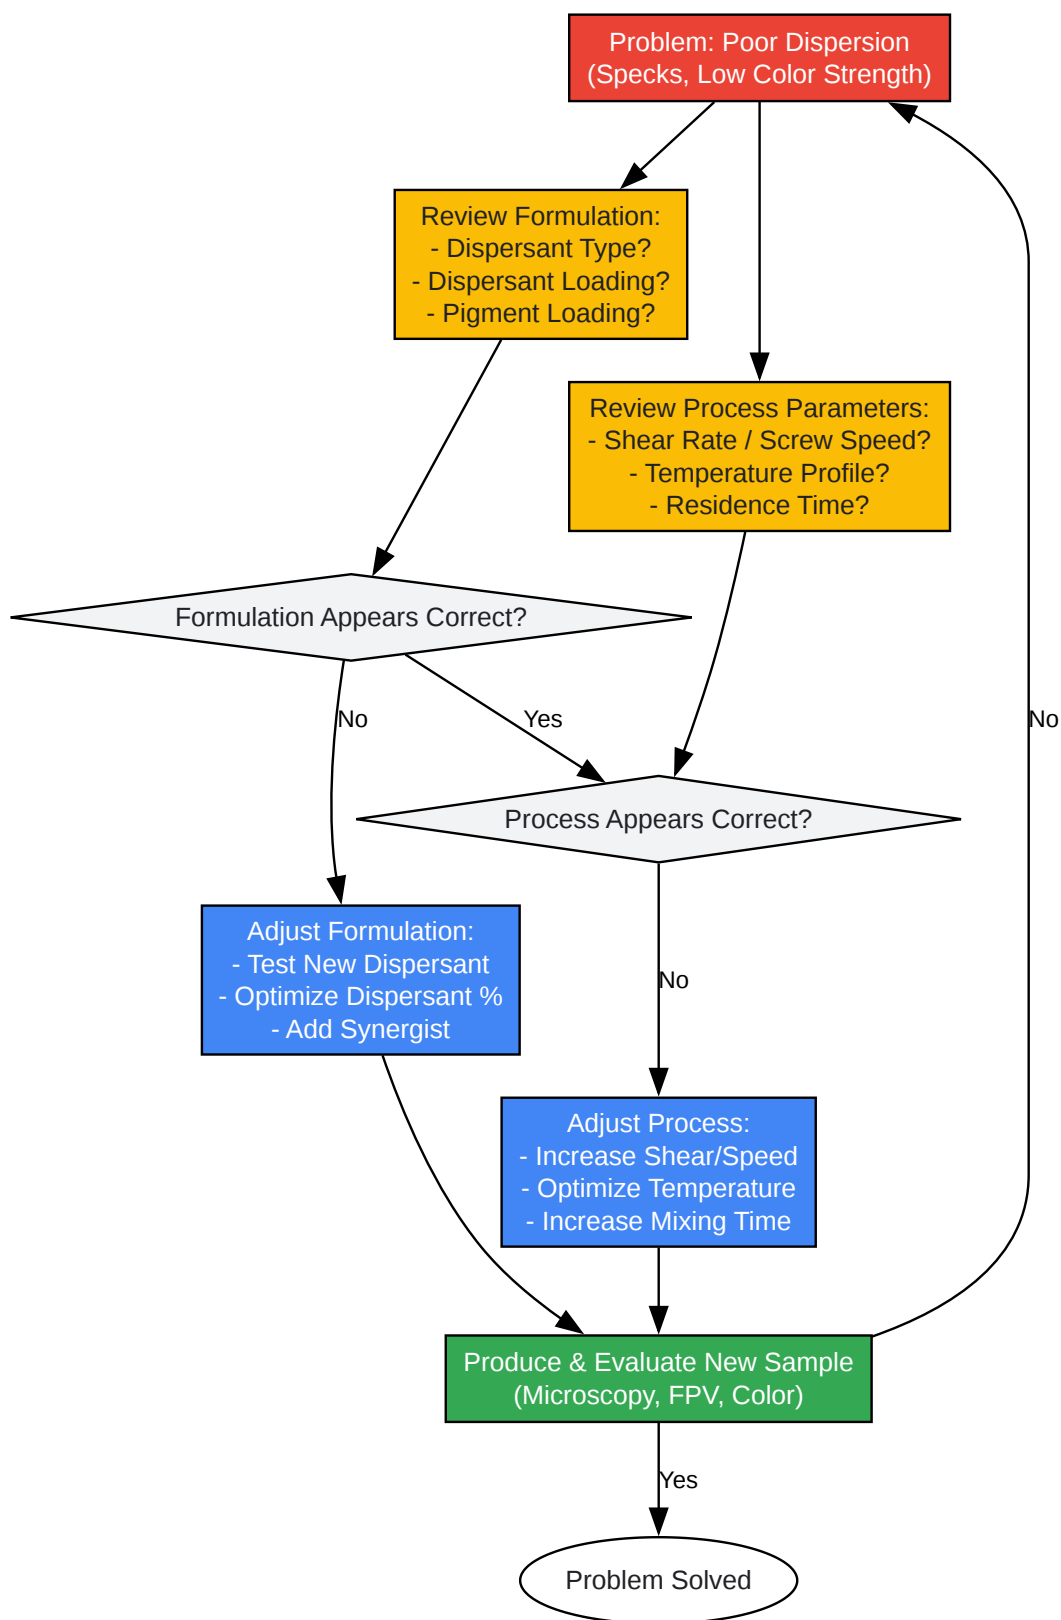 Problem: Poor Dispersion
(Specks, Low Color Strength)
Review Formulation:
- Dispersant Type?
- Dispersant Loading?
- Pigment Loading?
Review Process Parameters:
- Shear Rate / Screw Speed?
- Temperature Profile?
- Residence Time?
Formulation Appears Correct?
No
Yes
No
Process Appears Correct?
Adjust Formulation:
- Test New Dispersant
- Optimize Dispersant %
- Add Synergist
No
Adjust Process:
- Increase Shear/Speed
- Optimize Temperature
- Increase Mixing Time
Produce & Evaluate New Sample
(Microscopy, FPV, Color)
Yes
Problem Solved